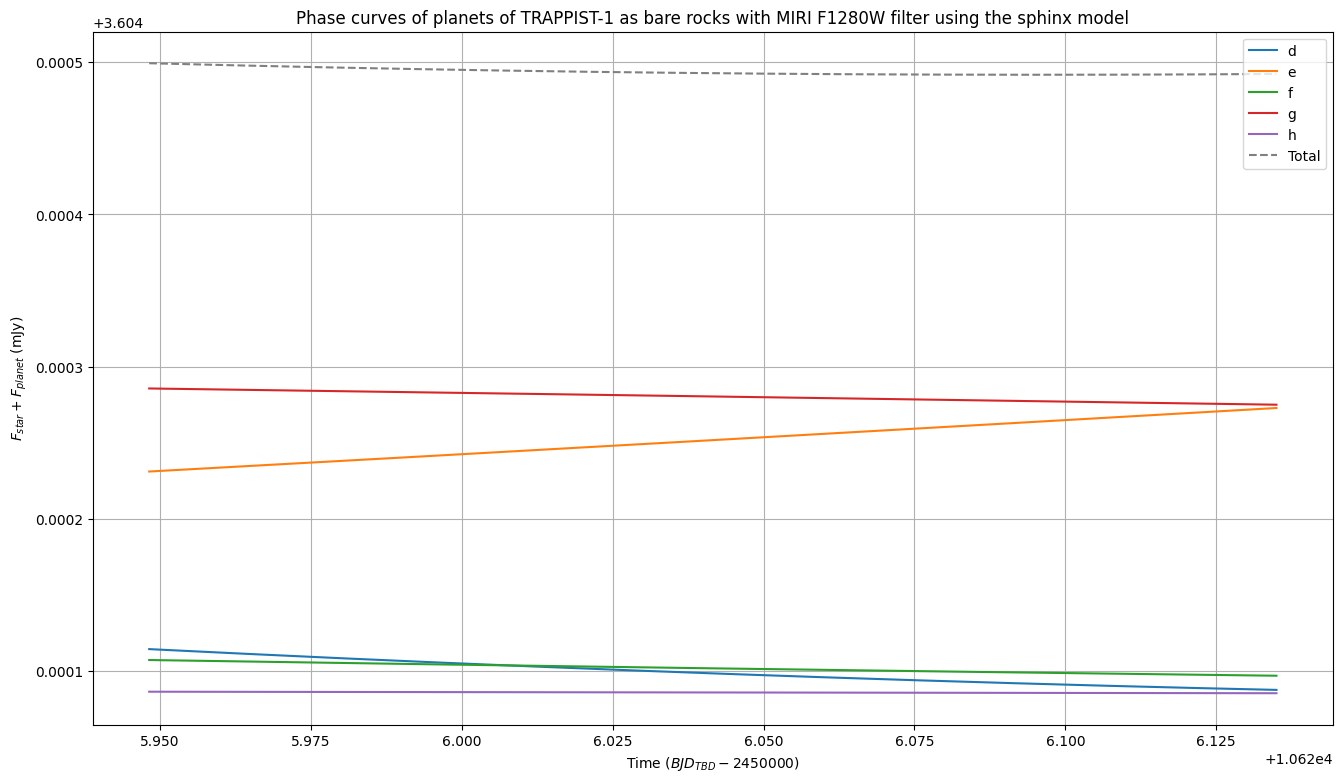 Phase curves of planets of TRAPPIST-1 as bare rocks with MIRI F1280W filter using the sphinx model
+3.604
0.0005
0.0004
0.0003
0.0002
0.0001
F_star + F_planet (mJy)
d
e
f
g
h
Total
5.950 5.975 6.000 6.025 6.050 6.075 6.100 6.125
+1.062e4
Time (BJD_TBD − 2450000)